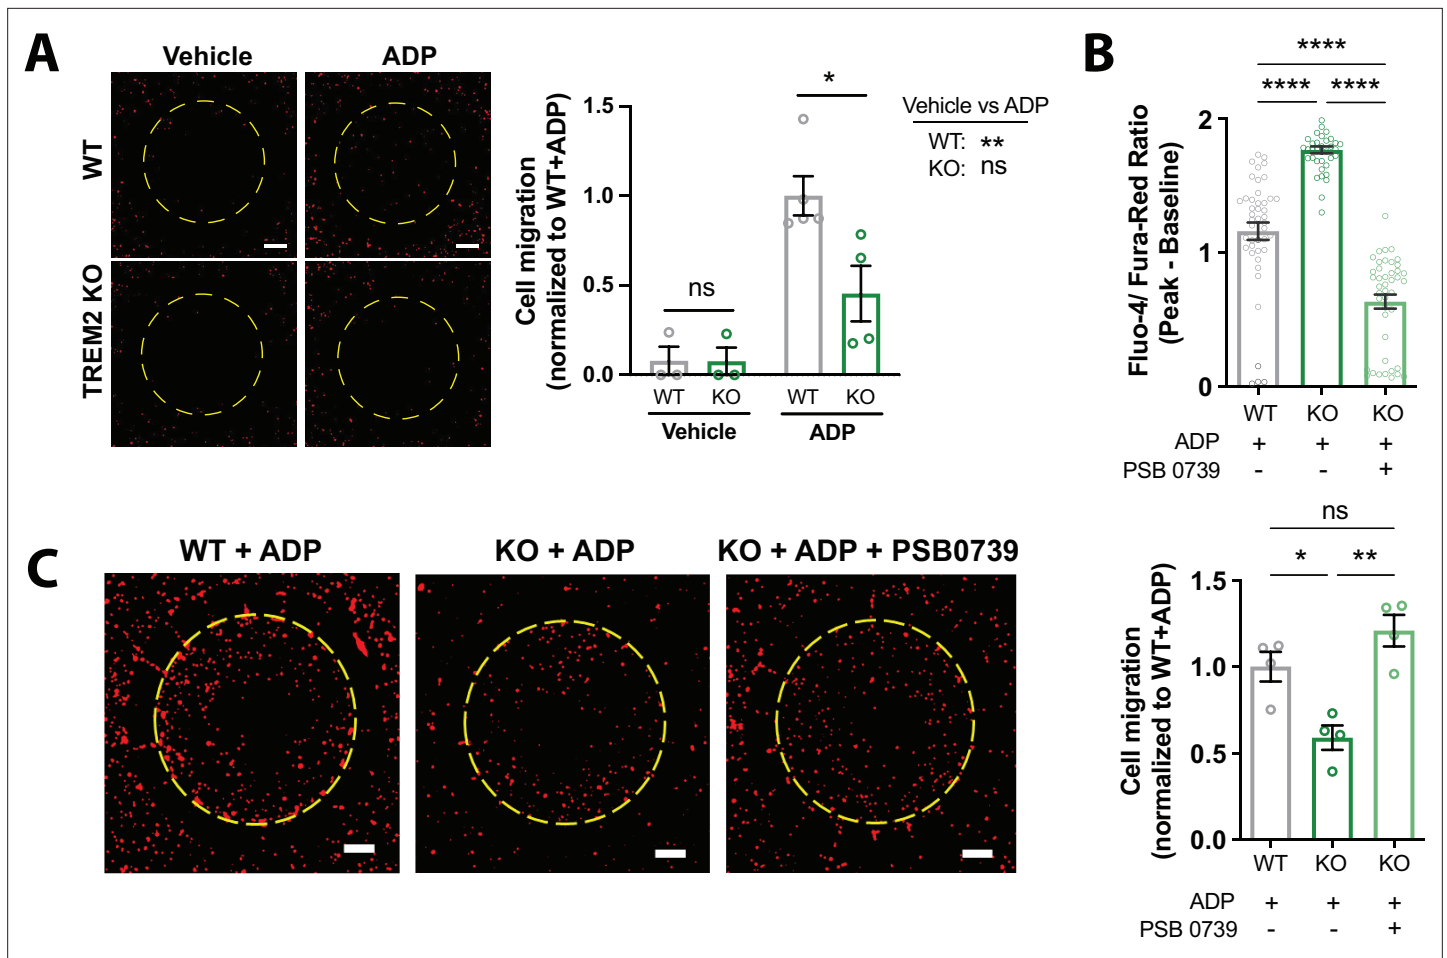 A
Vehicle
ADP
WT
TREM2 KO
Cell migration
(normalized to WT+ADP)
1.5
1.0
0.5
0.0
ns
*
WT
KO
WT
KO
Vehicle
ADP
Vehicle vs ADP
WT: **
KO: ns
B
Fluo-4/ Fura-Red Ratio
(Peak - Baseline)
2
1
0
****
**** ****
WT KO KO
ADP + + +
PSB 0739 - - +
C
WT + ADP
KO + ADP
KO + ADP + PSB0739
Cell migration
(normalized to WT+ADP)
1.5
1.0
0.5
0.0
ns
* **
WT KO KO
ADP + + +
PSB 0739 - - +